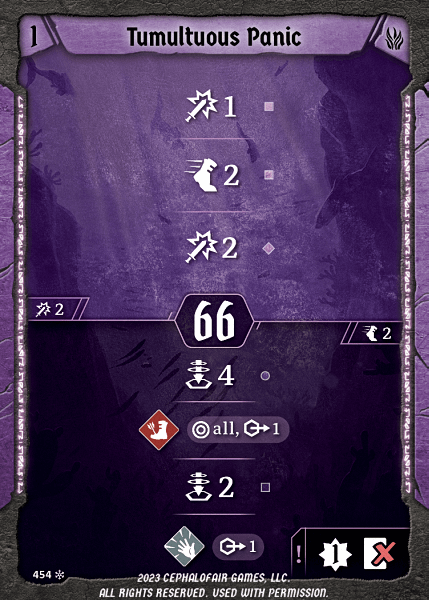 1 Tumultuous Panic
1
2
2
2
66
2
4
all, 1
2
1
! 1
454
2023 CEPHALOFAIR GAMES, LLC.
ALL RIGHTS RESERVED. USED WITH PERMISSION.